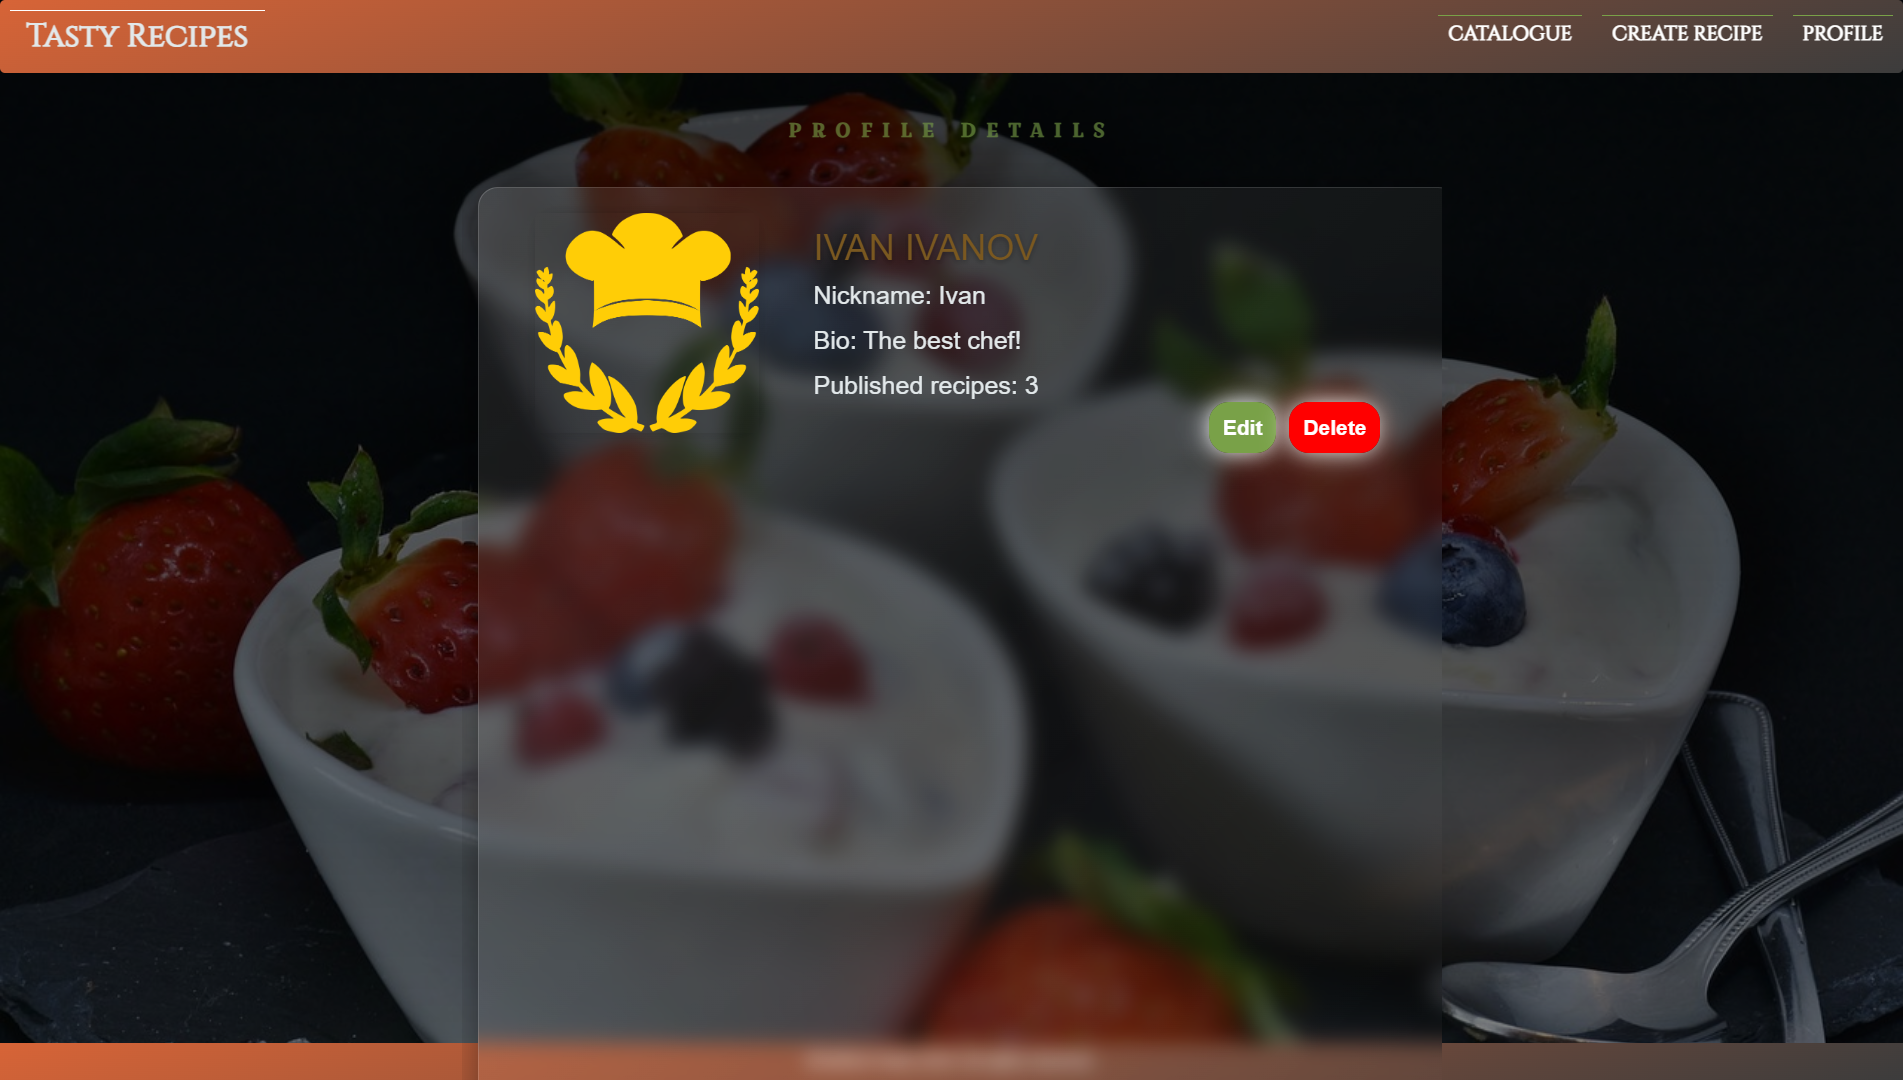 Tasty Recipes
CATALOGUE
CREATE RECIPE
PROFILE
PROFILE DETAILS
IVAN IVANOV
Nickname: Ivan
Bio: The best chef!
Published recipes: 3
Edit
Delete